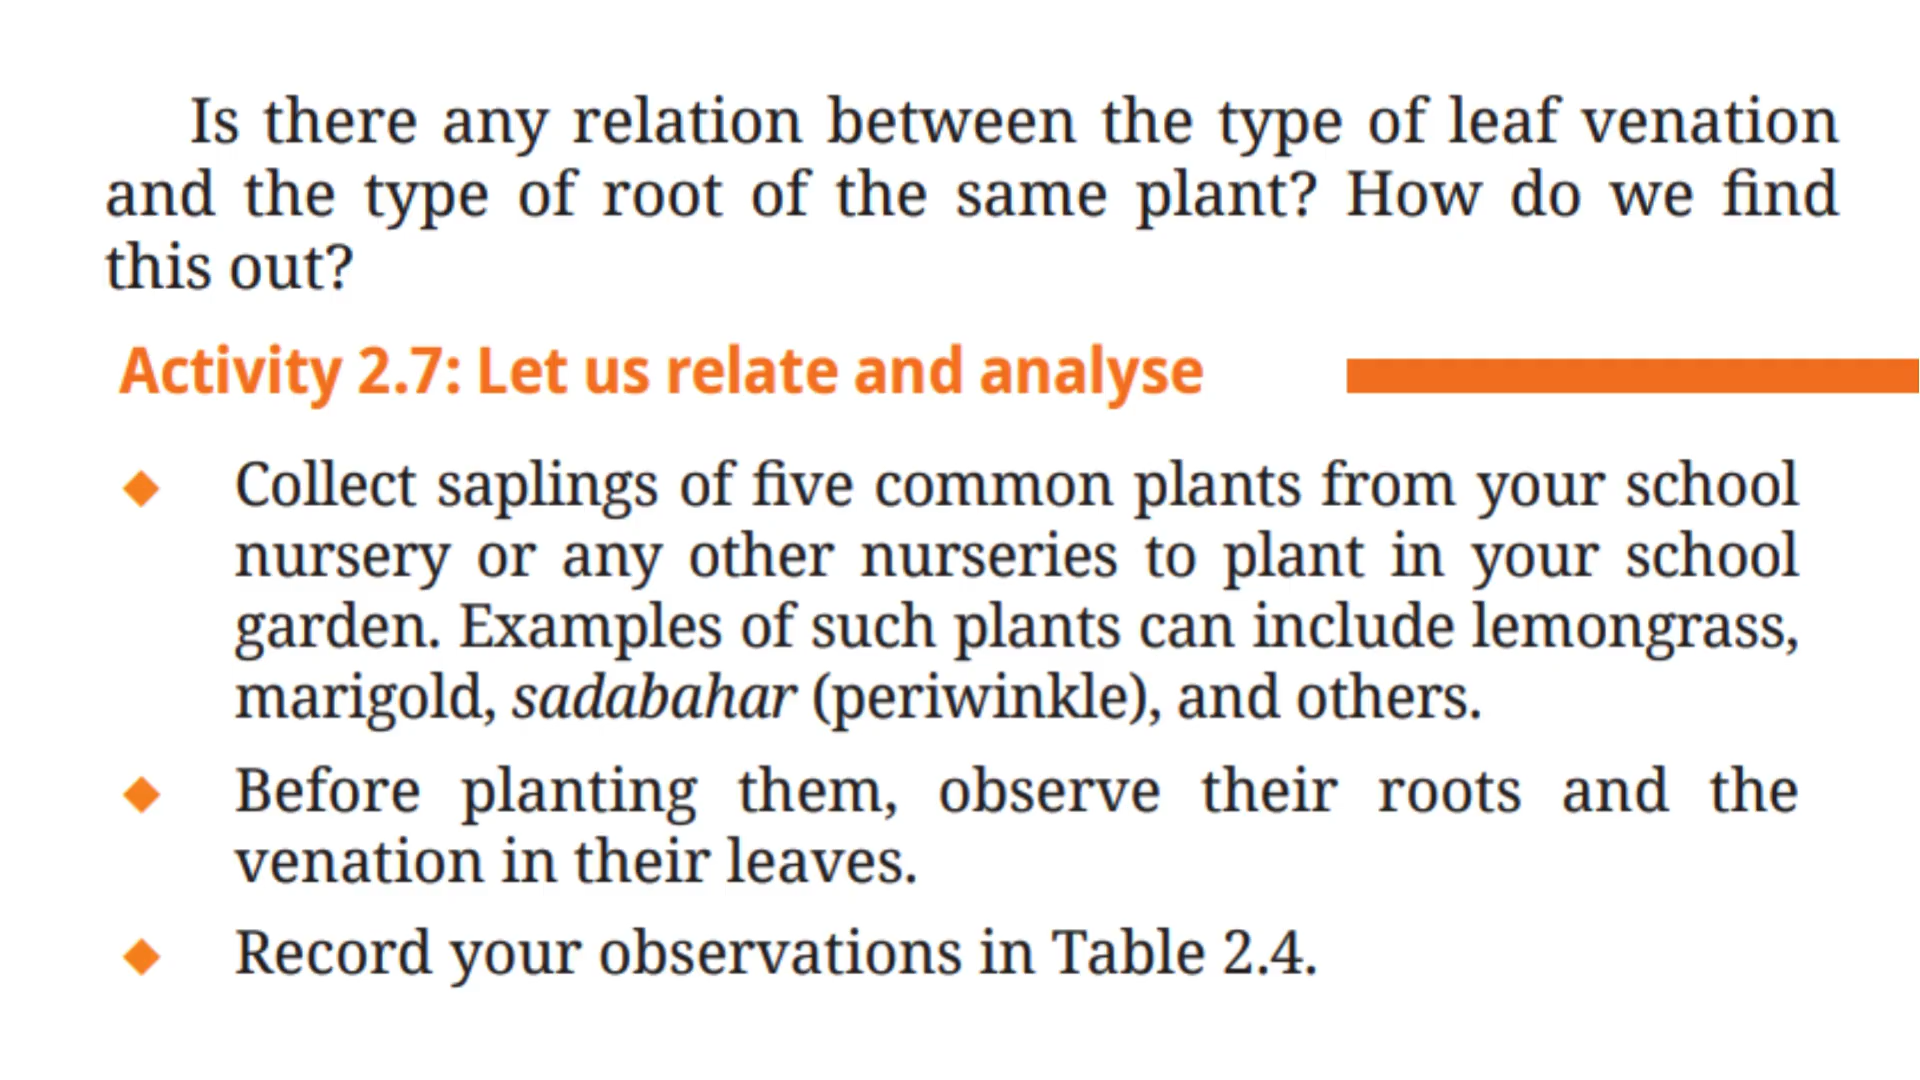 Is there any relation between the type of leaf venation
and the type of root of the same plant? How do we find
this out?
Activity 2.7: Let us relate and analyse
Collect saplings of five common plants from your school
nursery or any other nurseries to plant in your school
garden. Examples of such plants can include lemongrass,
marigold, sadabahar (periwinkle), and others.
Before planting them, observe their roots and the
venation in their leaves.
Record your observations in Table 2.4.